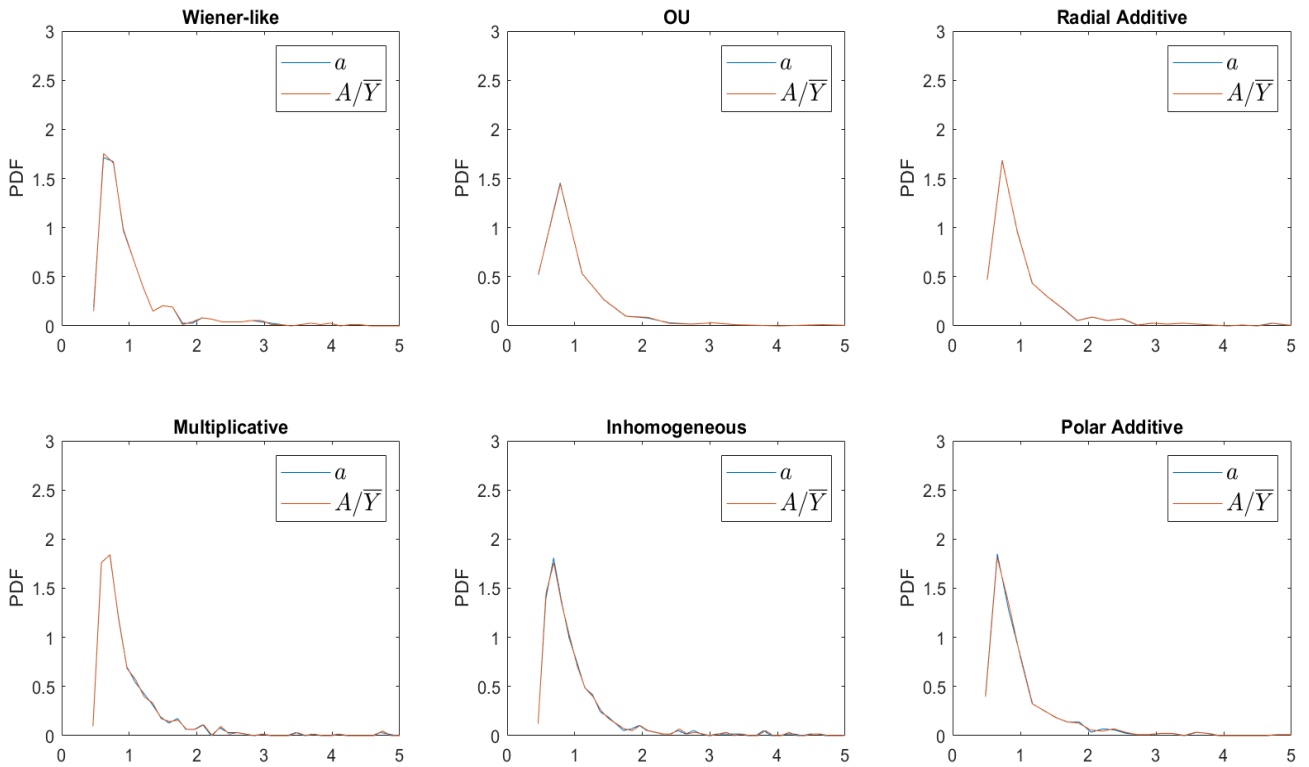 Wiener-like
3
2.5
2
1.5
1
0.5
0
PDF
a
A/Y̅
0 1 2 3 4 5
OU
3
2.5
2
1.5
1
0.5
0
PDF
a
A/Y̅
0 1 2 3 4 5
Radial Additive
3
2.5
2
1.5
1
0.5
0
PDF
a
A/Y̅
0 1 2 3 4 5
Multiplicative
3
2.5
2
1.5
1
0.5
0
PDF
a
A/Y̅
0 1 2 3 4 5
Inhomogeneous
3
2.5
2
1.5
1
0.5
0
PDF
a
A/Y̅
0 1 2 3 4 5
Polar Additive
3
2.5
2
1.5
1
0.5
0
PDF
a
A/Y̅
0 1 2 3 4 5